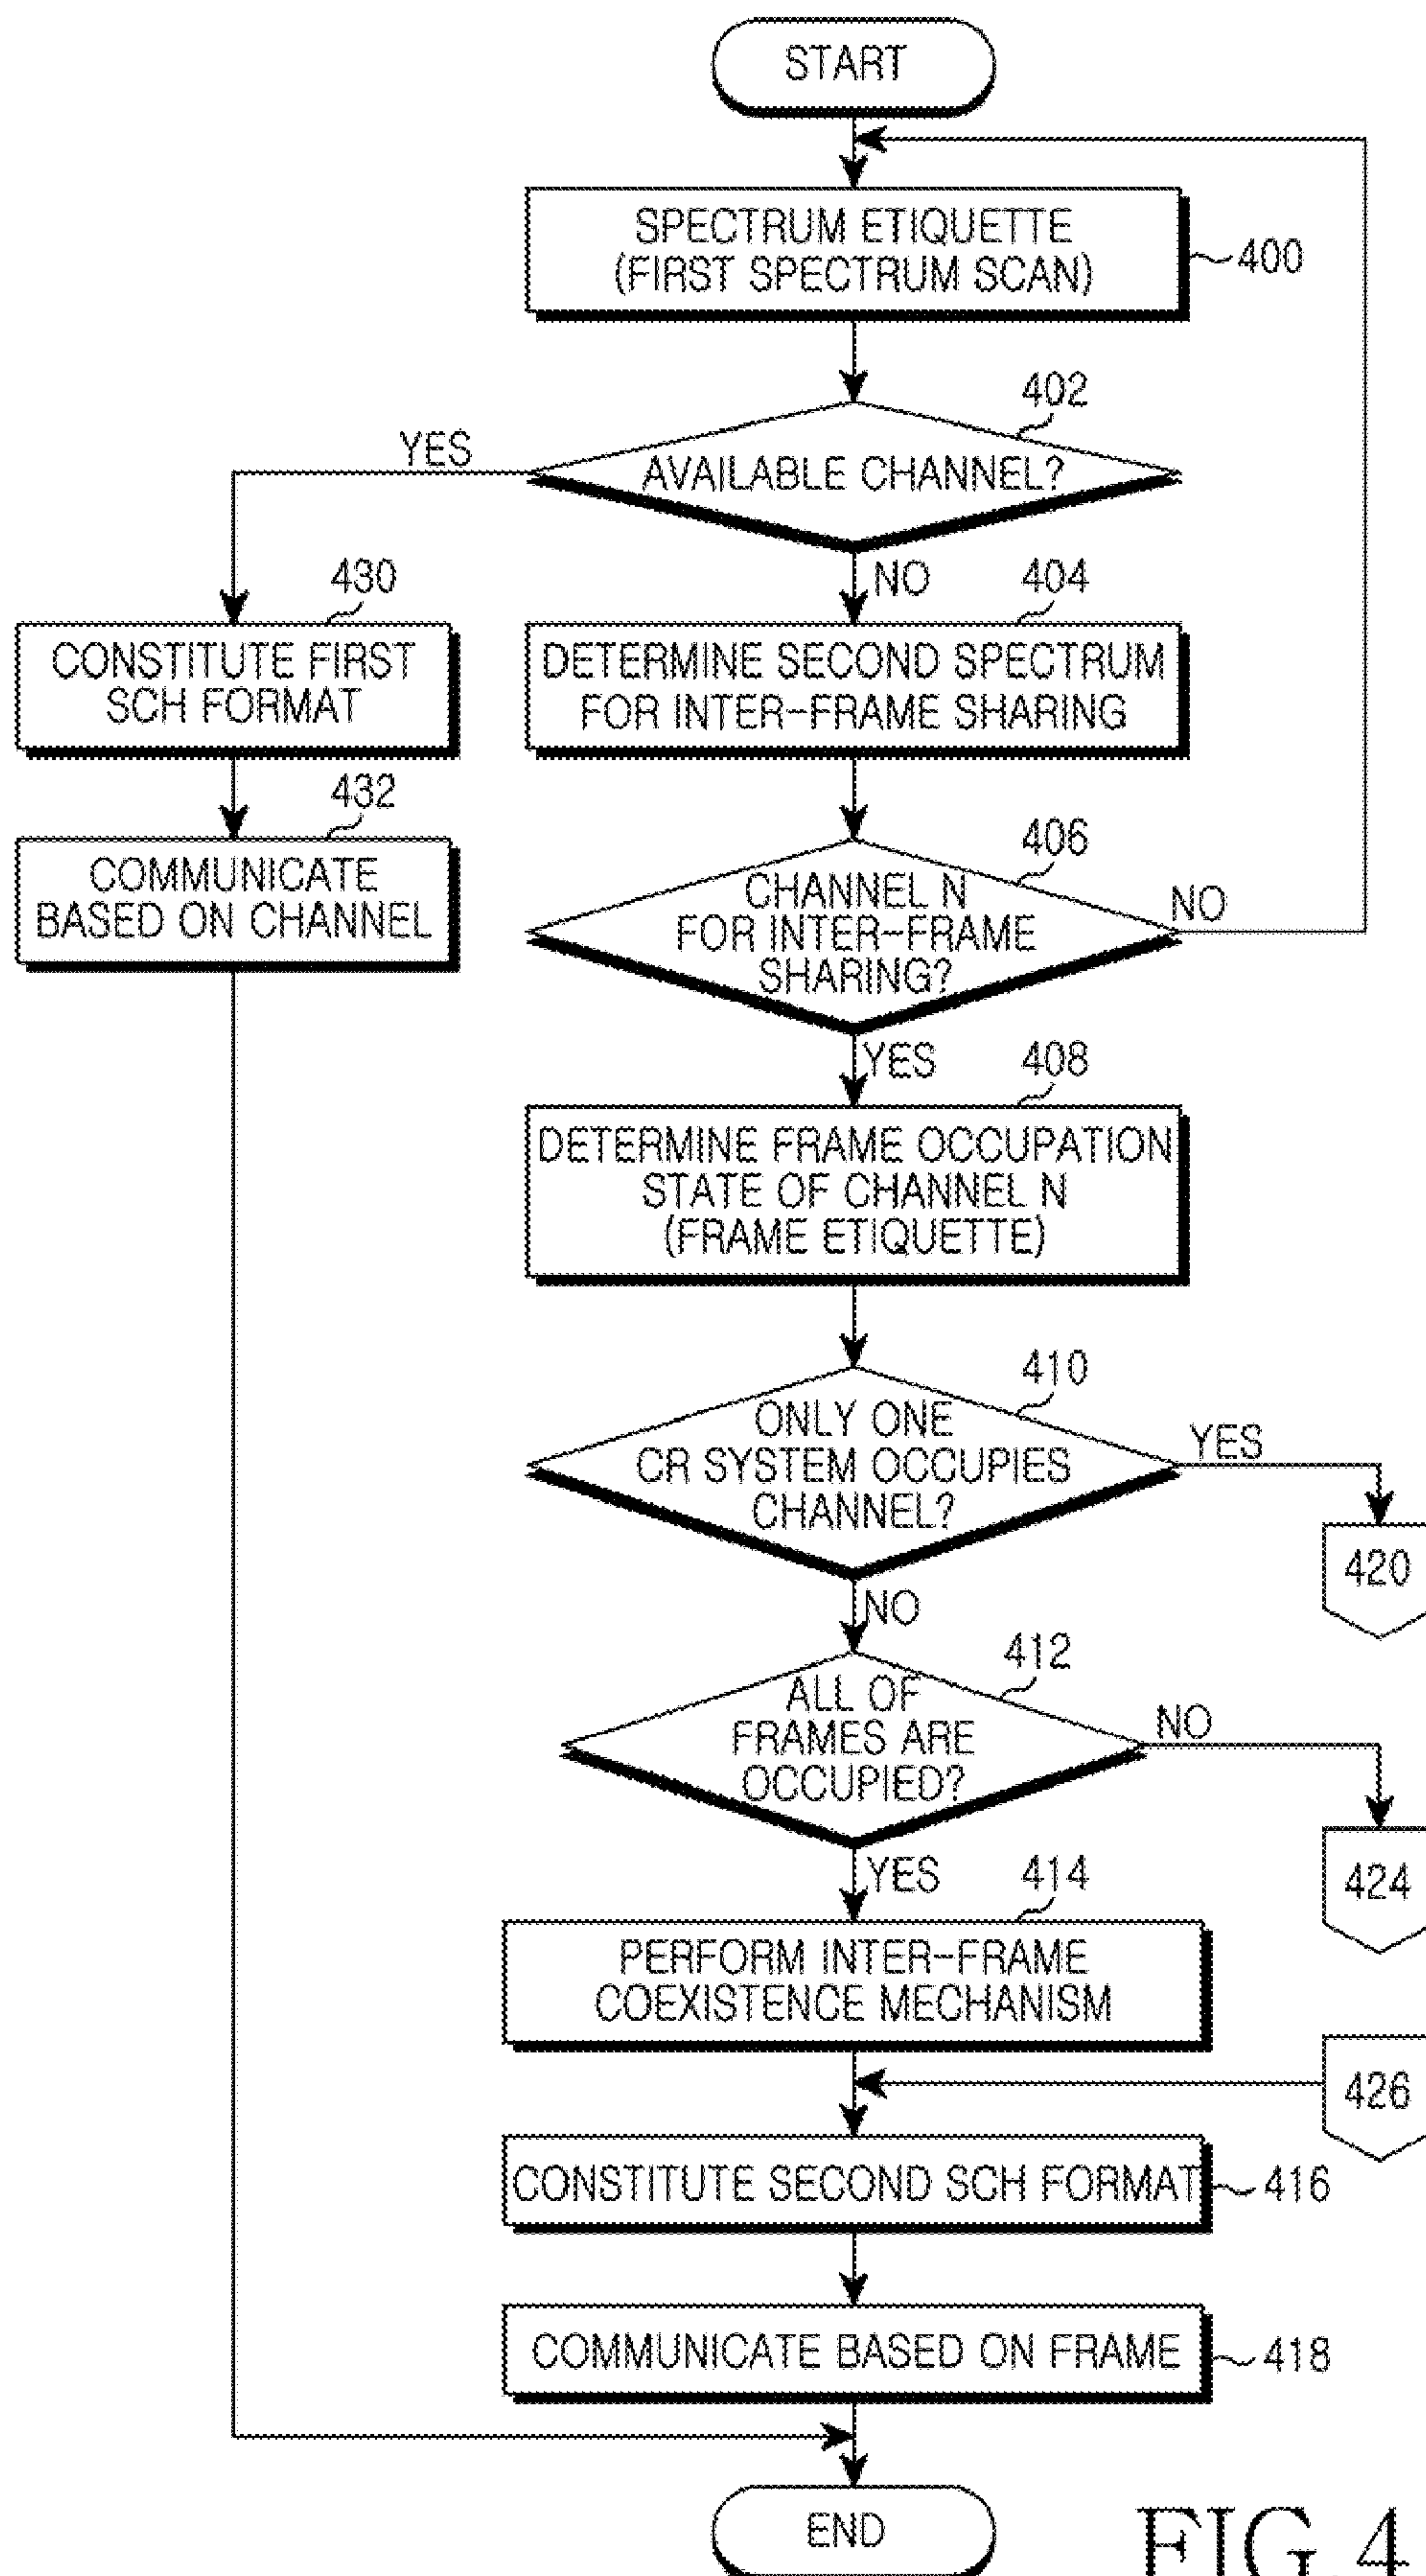 START
SPECTRUM ETIQUETTE
(FIRST SPECTRUM SCAN)
400
402
YES
AVAILABLE CHANNEL?
NO
430
404
CONSTITUTE FIRST
SCH FORMAT
DETERMINE SECOND SPECTRUM
FOR INTER-FRAME SHARING
432
406
COMMUNICATE
BASED ON CHANNEL
CHANNEL N
FOR INTER-FRAME
SHARING?
NO
YES
408
DETERMINE FRAME OCCUPATION
STATE OF CHANNEL N
(FRAME ETIQUETTE)
410
ONLY ONE
CR SYSTEM OCCUPIES
CHANNEL?
YES
420
NO
412
ALL OF
FRAMES ARE
OCCUPIED?
NO
424
YES
414
PERFORM INTER-FRAME
COEXISTENCE MECHANISM
426
CONSTITUTE SECOND SCH FORMAT
416
COMMUNICATE BASED ON FRAME
418
END
FIG.4